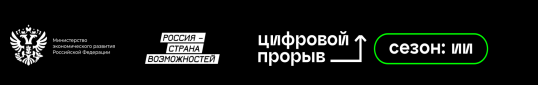 Министерство
экономического развития
Российской Федерации
РОССИЯ –
СТРАНА
ВОЗМОЖНОСТЕЙ
цифровой
прорыв
сезон: ии